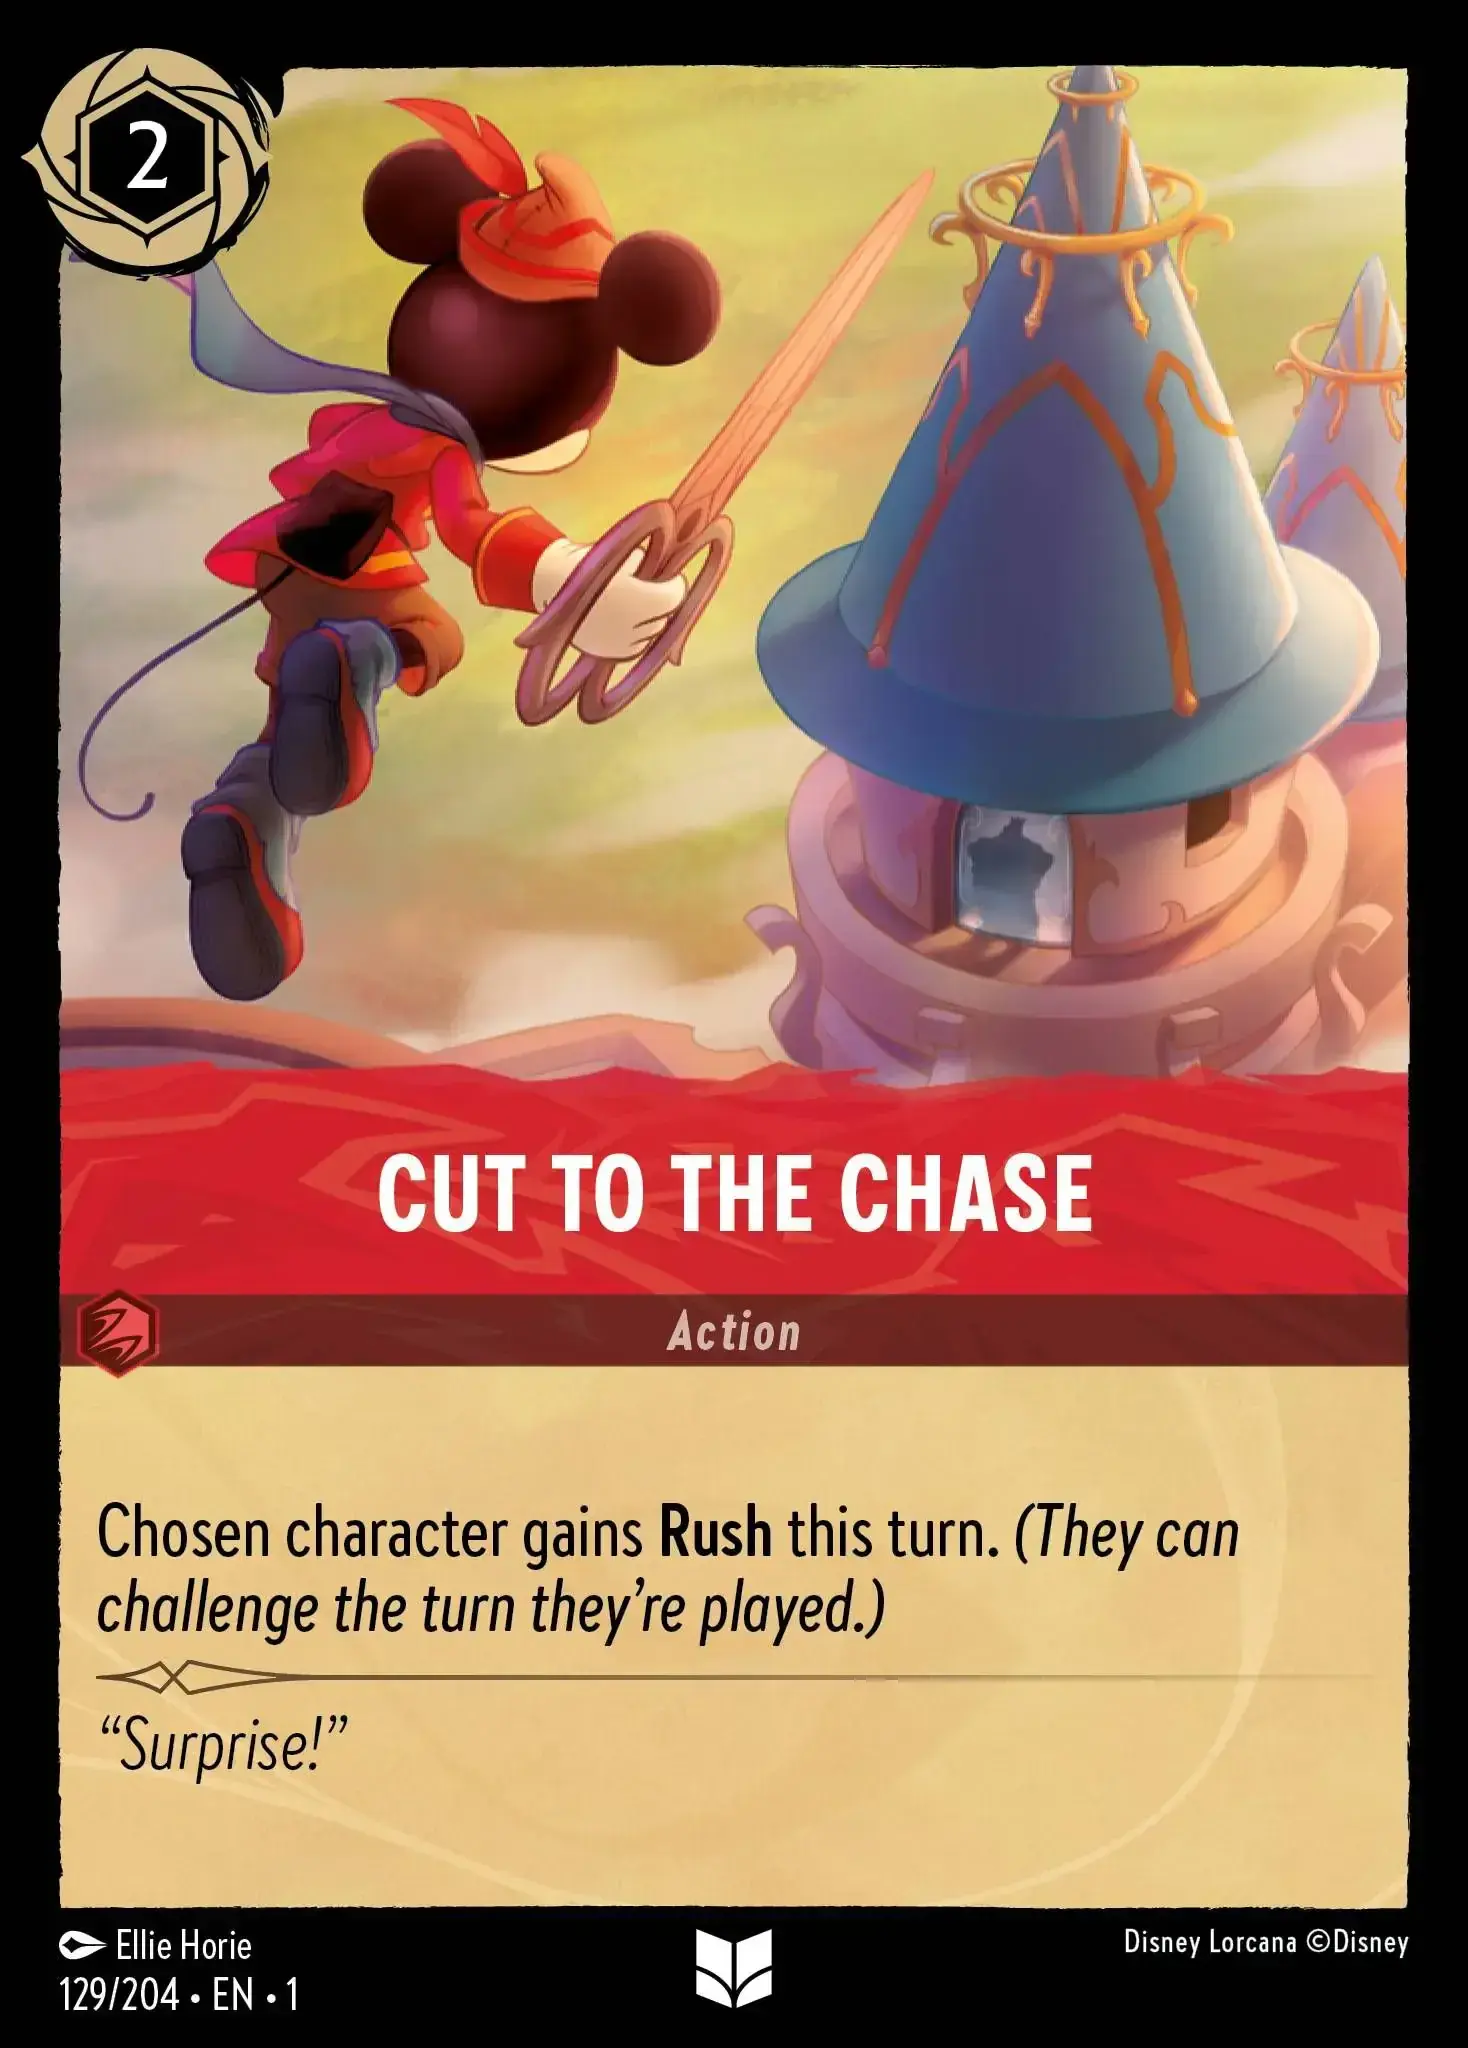 2
CUT TO THE CHASE
Action
Chosen character gains Rush this turn. (They can
challenge the turn they’re played.)
“Surprise!”
Ellie Horie
129/204 • EN • 1
Disney Lorcana ©Disney